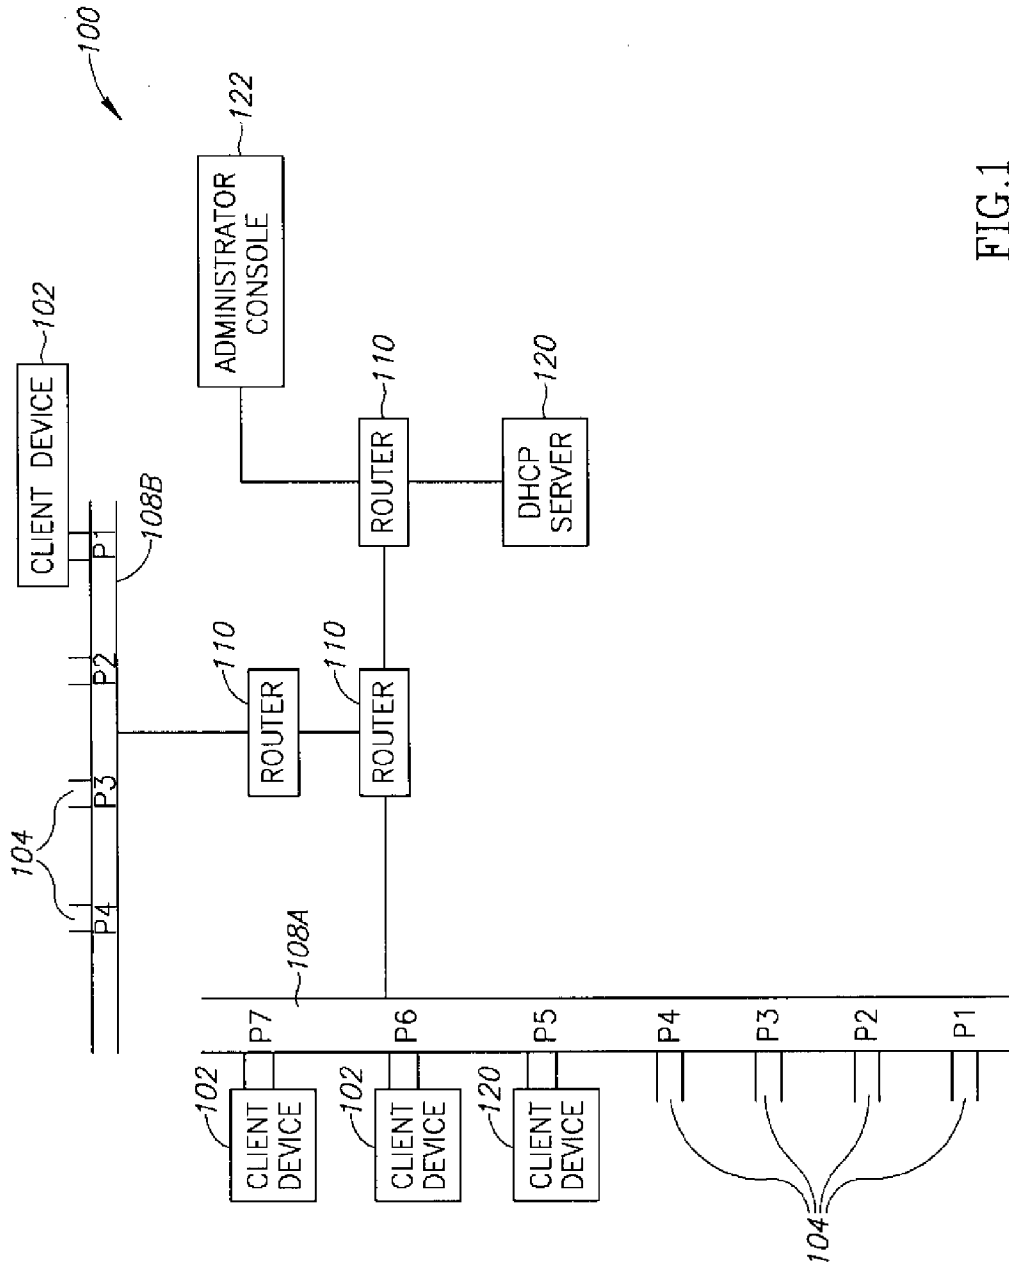 100
CLIENT DEVICE
102
ADMINISTRATOR
CONSOLE
122
104
P4
P3
P2
P1
108B
ROUTER
110
ROUTER
110
ROUTER
110
DHCP
SERVER
120
108A
P7
P6
P5
P4
P3
P2
P1
CLIENT
DEVICE
102
CLIENT
DEVICE
102
CLIENT
DEVICE
120
104
FIG.1